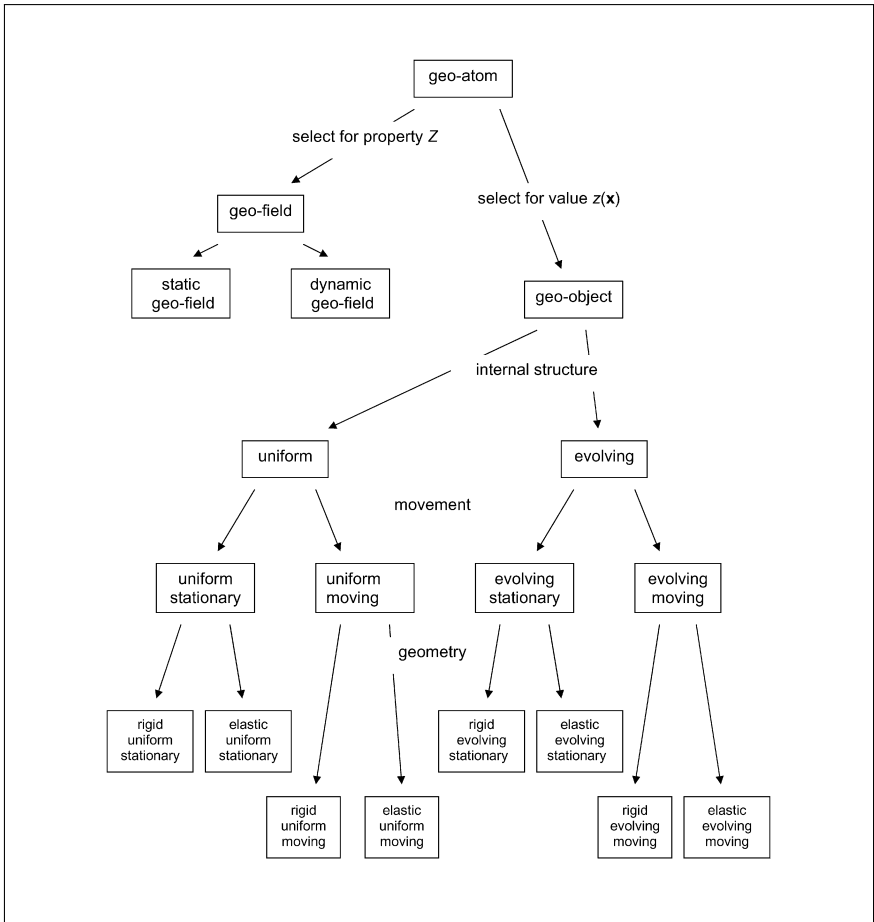 geo-atom
select for property Z
select for value z(x)
geo-field
static
geo-field
dynamic
geo-field
geo-object
internal structure
uniform
evolving
movement
uniform
stationary
uniform
moving
evolving
stationary
evolving
moving
geometry
rigid
uniform
stationary
elastic
uniform
stationary
rigid
evolving
stationary
elastic
evolving
stationary
rigid
uniform
moving
elastic
uniform
moving
rigid
evolving
moving
elastic
evolving
moving